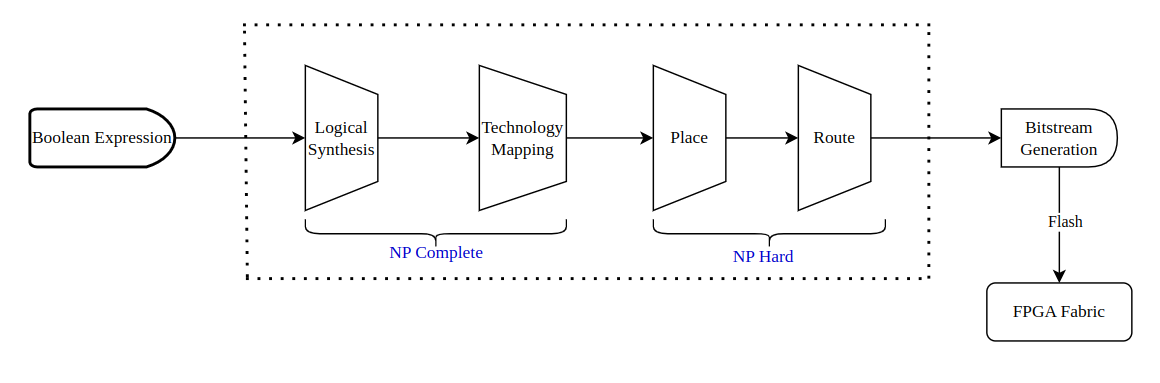 Boolean Expression
Logical
Synthesis
Technology
Mapping
Place
Route
Bitstream
Generation
NP Complete
NP Hard
Flash
FPGA Fabric